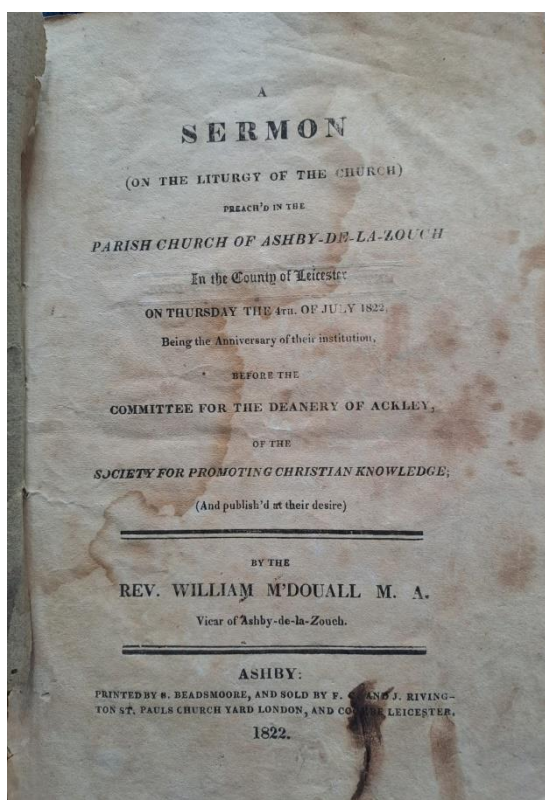 A
SERMON
(ON THE LITURGY OF THE CHURCH)
PREACH'D IN THE
PARISH CHURCH OF ASHBY-DE-LA-ZOUCH
In the County of Leicester
ON THURSDAY THE 4TH. OF JULY 1822,
Being the Anniversary of their institution,
BEFORE THE
COMMITTEE FOR THE DEANERY OF ACKLEY,
OF THE
SOCIETY FOR PROMOTING CHRISTIAN KNOWLEDGE;
(And publish'd at their desire)
BY THE
REV. WILLIAM M'DOUALL M. A.
Vicar of Ashby-de-la-Zouch.
ASHBY:
PRINTED BY B. BEADSMOORE, AND SOLD BY F. AND J. RIVING-
TON ST. PAULS CHURCH YARD LONDON, AND LEICESTER.
1822.